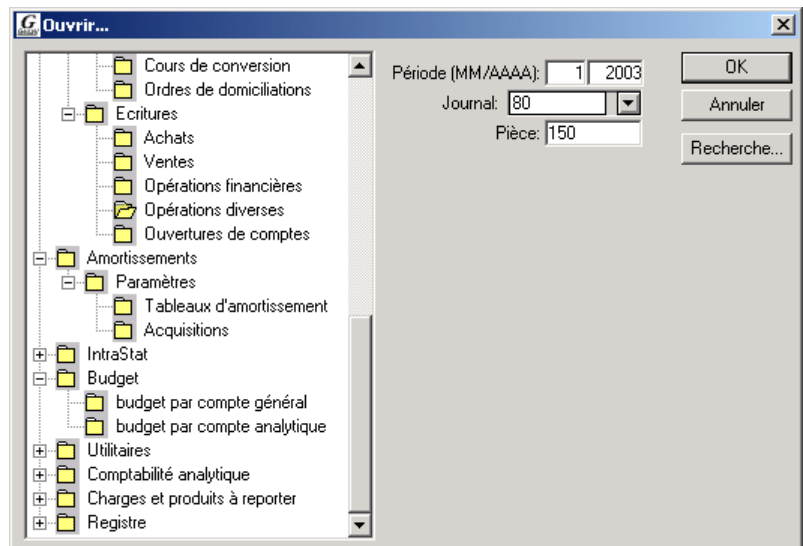 Ouvrir...
Cours de conversion
Ordres de domiciliations
Ecritures
Achats
Ventes
Opérations financières
Opérations diverses
Ouvertures de comptes
Amortissements
Paramètres
Tableaux d'amortissement
Acquisitions
IntraStat
Budget
budget par compte général
budget par compte analytique
Utilitaires
Comptabilité analytique
Charges et produits à reporter
Registre
Période (MM/AAAA): 1 2003
Journal: 80
Pièce: 150
OK
Annuler
Recherche...